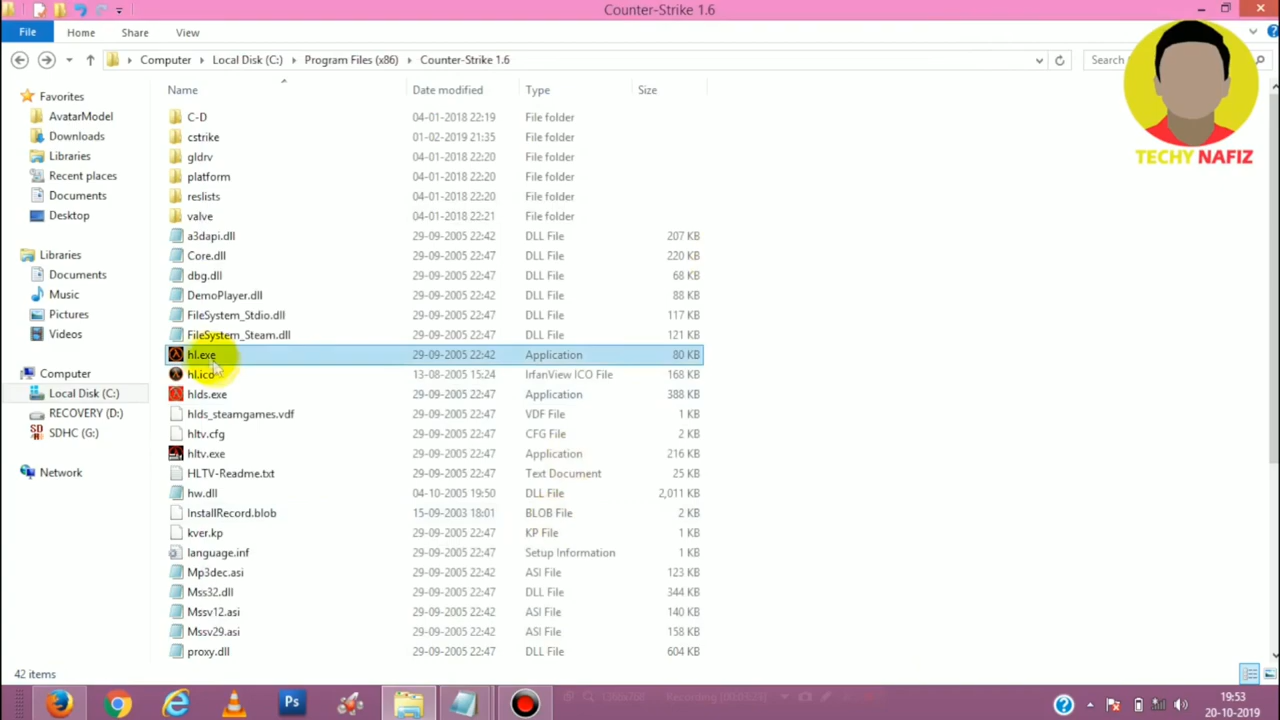 Counter-Strike 1.6
File Home Share View
Computer Local Disk (C:) Program Files (x86) Counter-Strike 1.6 Search
TECHY NAFIZ
Name Date modified Type Size
Favorites
AvatarModel
Downloads
Libraries
Recent places
Documents
Desktop
Libraries
Documents
Music
Pictures
Videos
Computer
Local Disk (C:)
RECOVERY (D:)
SDHC (G:)
Network
C-D 04-01-2018 22:19 File folder
cstrike 01-02-2019 21:35 File folder
gldrv 04-01-2018 22:20 File folder
platform 04-01-2018 22:20 File folder
reslists 04-01-2018 22:20 File folder
valve 04-01-2018 22:21 File folder
a3dapi.dll 29-09-2005 22:42 DLL File 207 KB
Core.dll 29-09-2005 22:47 DLL File 220 KB
dbg.dll 29-09-2005 22:47 DLL File 68 KB
DemoPlayer.dll 29-09-2005 22:42 DLL File 88 KB
FileSystem_Stdio.dll 29-09-2005 22:47 DLL File 117 KB
FileSystem_Steam.dll 29-09-2005 22:47 DLL File 121 KB
hl.exe 29-09-2005 22:42 Application 80 KB
hl.ico 13-08-2005 15:24 IrfanView ICO File 168 KB
hlds.exe 29-09-2005 22:47 Application 388 KB
hlds_steamgames.vdf 29-09-2005 22:47 VDF File 1 KB
hltv.cfg 29-09-2005 22:47 CFG File 2 KB
hltv.exe 29-09-2005 22:47 Application 216 KB
HLTV-Readme.txt 29-09-2005 22:47 Text Document 25 KB
hw.dll 04-10-2005 19:50 DLL File 2,011 KB
InstallRecord.blob 15-09-2003 18:01 BLOB File 2 KB
kver.kp 29-09-2005 22:47 KP File 1 KB
language.inf 29-09-2005 22:47 Setup Information 1 KB
Mp3dec.asi 29-09-2005 22:42 ASI File 123 KB
Mss32.dll 29-09-2005 22:47 DLL File 344 KB
Mssv12.asi 29-09-2005 22:42 ASI File 140 KB
Mssv29.asi 29-09-2005 22:42 ASI File 158 KB
proxy.dll 29-09-2005 22:47 DLL File 604 KB
42 items
Ps
19:53
20-10-2019